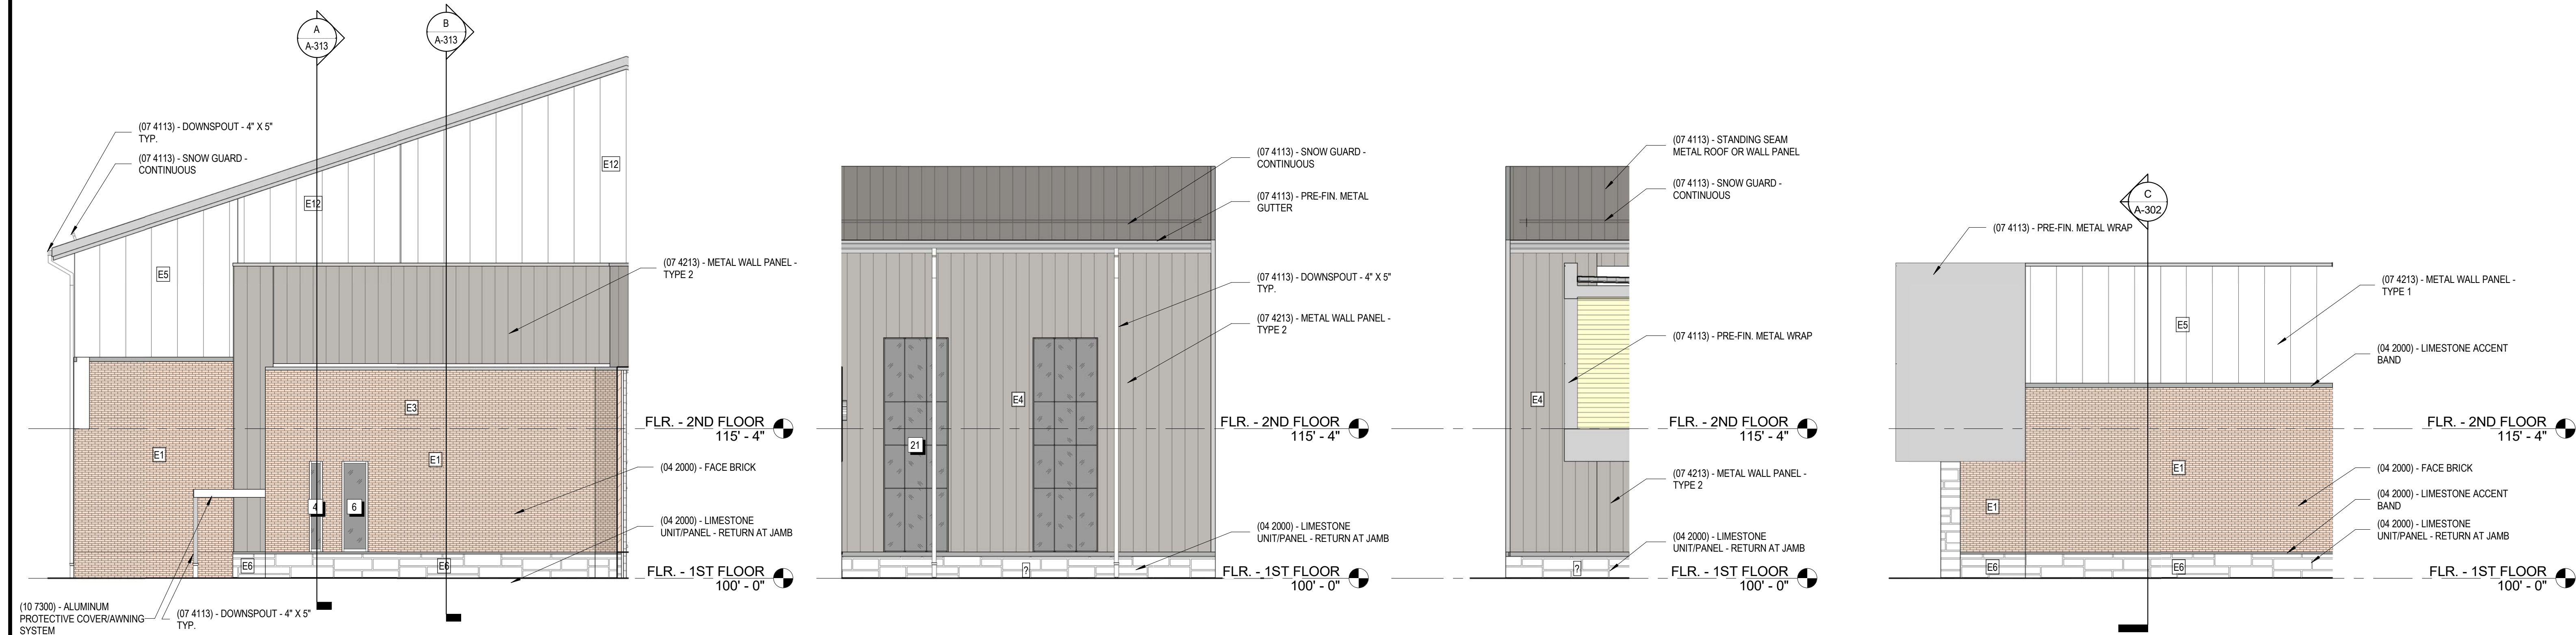 A
A-313
B
A-313
(07 4113) - DOWNSPOUT - 4" X 5"
TYP.
(07 4113) - SNOW GUARD -
CONTINUOUS
E12
E12
E5
(07 4213) - METAL WALL PANEL -
TYPE 2
E3
E1
E1
FLR. - 2ND FLOOR
115' - 4"
(04 2000) - FACE BRICK
4
6
(04 2000) - LIMESTONE
UNIT/PANEL - RETURN AT JAMB
E6
E6
FLR. - 1ST FLOOR
100' - 0"
(10 7300) - ALUMINUM
PROTECTIVE COVER/AWNING
SYSTEM
(07 4113) - DOWNSPOUT - 4" X 5"
TYP.
(07 4113) - SNOW GUARD -
CONTINUOUS
(07 4113) - PRE-FIN. METAL
GUTTER
(07 4113) - DOWNSPOUT - 4" X 5"
TYP.
(07 4213) - METAL WALL PANEL -
TYPE 2
E4
21
FLR. - 2ND FLOOR
115' - 4"
(04 2000) - LIMESTONE
UNIT/PANEL - RETURN AT JAMB
?
FLR. - 1ST FLOOR
100' - 0"
(07 4113) - STANDING SEAM
METAL ROOF OR WALL PANEL
(07 4113) - SNOW GUARD -
CONTINUOUS
(07 4113) - PRE-FIN. METAL WRAP
E4
FLR. - 2ND FLOOR
115' - 4"
(07 4213) - METAL WALL PANEL -
TYPE 2
(04 2000) - LIMESTONE
UNIT/PANEL - RETURN AT JAMB
?
FLR. - 1ST FLOOR
100' - 0"
C
A-302
(07 4113) - PRE-FIN. METAL WRAP
(07 4213) - METAL WALL PANEL -
TYPE 1
E5
(04 2000) - LIMESTONE ACCENT
BAND
FLR. - 2ND FLOOR
115' - 4"
E1
(04 2000) - FACE BRICK
(04 2000) - LIMESTONE ACCENT
BAND
E1
(04 2000) - LIMESTONE
UNIT/PANEL - RETURN AT JAMB
E6
E6
FLR. - 1ST FLOOR
100' - 0"